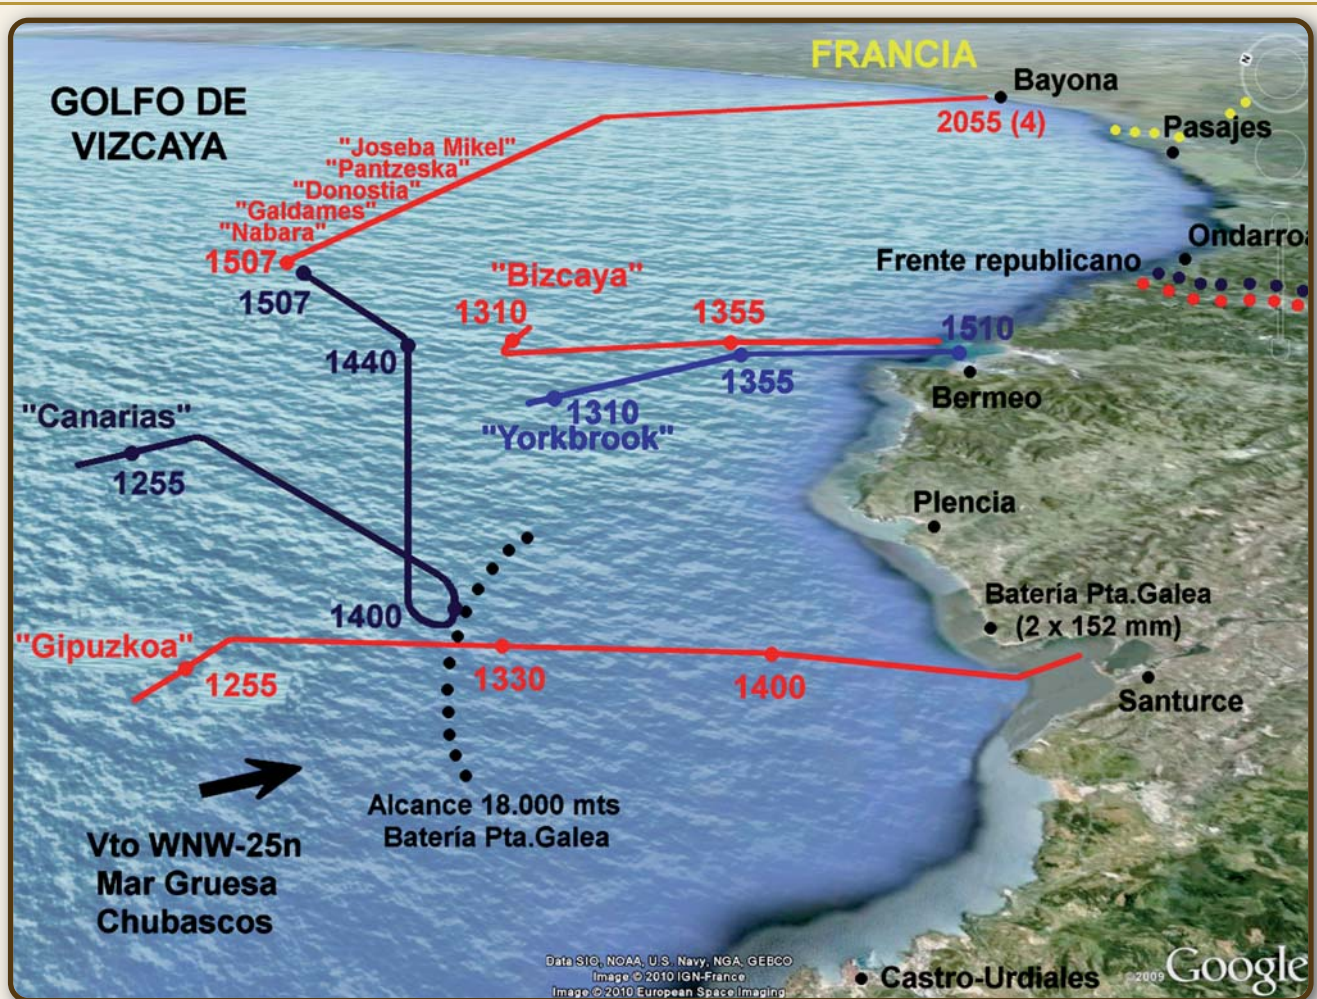 GOLFO DE
VIZCAYA
FRANCIA
Bayona
2055 (4)
Pasajes
N
"Joseba Mikel"
"Pantzeska"
"Donostia"
"Galdames"
"Nabara"
1507
1507
Ondarroa
Frente republicano
"Bizcaya"
1310
1355
1510
1440
1355
Bermeo
1310
"Yorkbrook"
"Canarias"
1255
Plencia
Batería Pta.Galea
(2 x 152 mm)
1400
"Gipuzkoa"
1255
1330
1400
Santurce
Alcance 18.000 mts
Batería Pta.Galea
Vto WNW-25n
Mar Gruesa
Chubascos
Data SIO, NOAA, U.S. Navy, NGA, GEBCO
Image © 2010 IGN-France
Image © 2010 European Space Imaging
Castro-Urdiales
©2009 Google